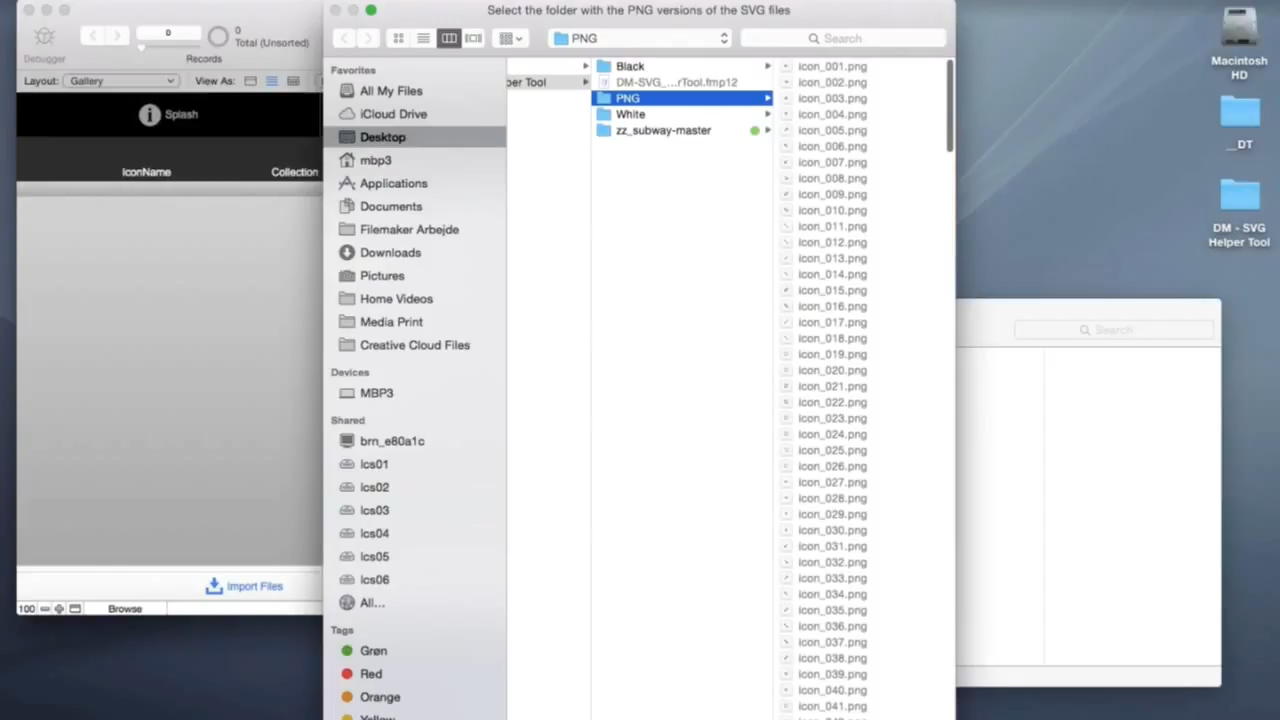 Select the folder with the PNG versions of the SVG files
Debugger
0
0
Total (Unsorted)
Records
Layout: Gallery View As:
Splash
IconName Collection
Import Files
100 Browse
PNG
Search
Favorites
All My Files
iCloud Drive
Desktop
mbp3
Applications
Documents
Filemaker Arbejde
Downloads
Pictures
Home Videos
Media Print
Creative Cloud Files
Devices
MBP3
Shared
brn_e80a1c
lcs01
lcs02
lcs03
lcs04
lcs05
lcs06
All...
Tags
Grøn
Red
Orange
Yellow
per Tool
Black
DM-SVG_...rTool.fmp12
PNG
White
zz_subway-master
icon_001.png
icon_002.png
icon_003.png
icon_004.png
icon_005.png
icon_006.png
icon_007.png
icon_008.png
icon_009.png
icon_010.png
icon_011.png
icon_012.png
icon_013.png
icon_014.png
icon_015.png
icon_016.png
icon_017.png
icon_018.png
icon_019.png
icon_020.png
icon_021.png
icon_022.png
icon_023.png
icon_024.png
icon_025.png
icon_026.png
icon_027.png
icon_028.png
icon_029.png
icon_030.png
icon_031.png
icon_032.png
icon_033.png
icon_034.png
icon_035.png
icon_036.png
icon_037.png
icon_038.png
icon_039.png
icon_040.png
icon_041.png
Macintosh
HD
__DT
DM - SVG
Helper Tool
Search